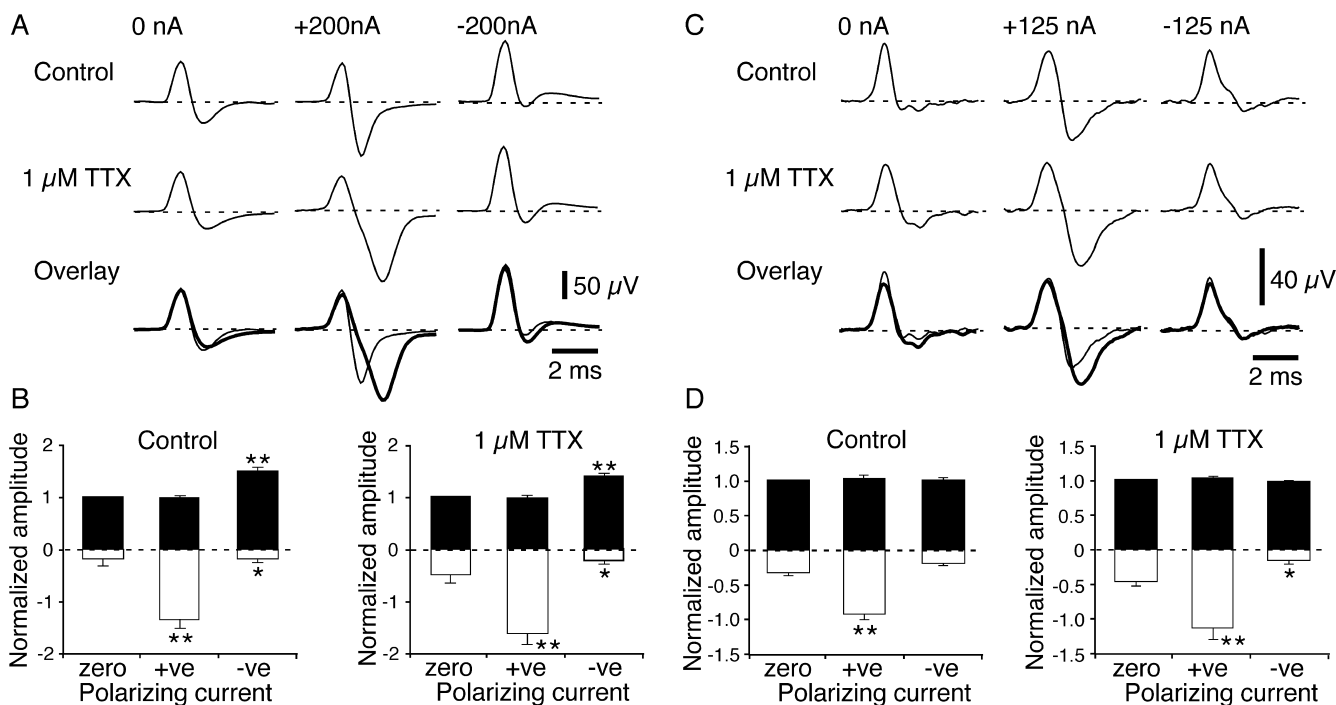 A
0 nA +200nA -200nA
Control
1 µM TTX
Overlay
50 µV
2 ms
B
Control
Normalized amplitude
2
1
0
-1
-2
zero +ve -ve
Polarizing current
**
*
**
1 µM TTX
Normalized amplitude
2
1
0
-1
-2
zero +ve -ve
Polarizing current
**
*
**
C
0 nA +125 nA -125 nA
Control
1 µM TTX
Overlay
40 µV
2 ms
D
Control
Normalized amplitude
1.5
1.0
0.5
0
-0.5
-1.0
-1.5
zero +ve -ve
Polarizing current
**
1 µM TTX
Normalized amplitude
1.5
1.0
0.5
0
-0.5
-1.0
-1.5
zero +ve -ve
Polarizing current
*
**